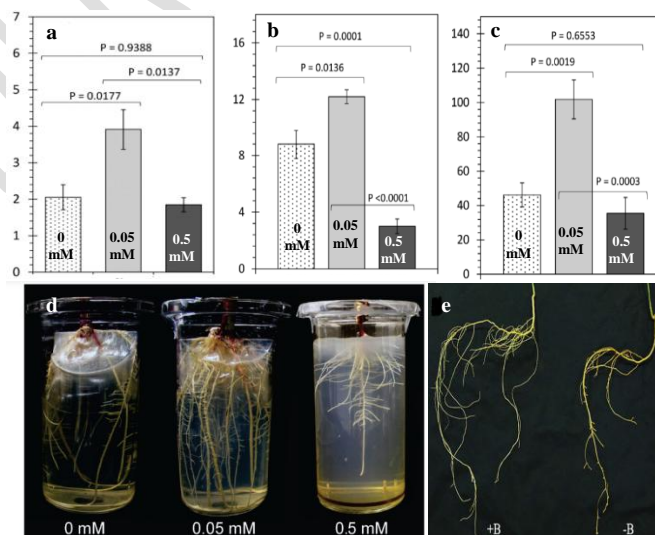 a
P = 0.9388
P = 0.0137
P = 0.0177
7
6
5
4
3
2
1
0
0
mM
0.05
mM
0.5
mM
b
P = 0.0001
P = 0.0136
P <0.0001
16
12
8
4
0
0
mM
0.05
mM
0.5
mM
c
P = 0.6553
P = 0.0019
P = 0.0003
140
120
100
80
60
40
20
0
0
mM
0.05
mM
0.5
mM
d
0 mM
0.05 mM
0.5 mM
e
+B
-B